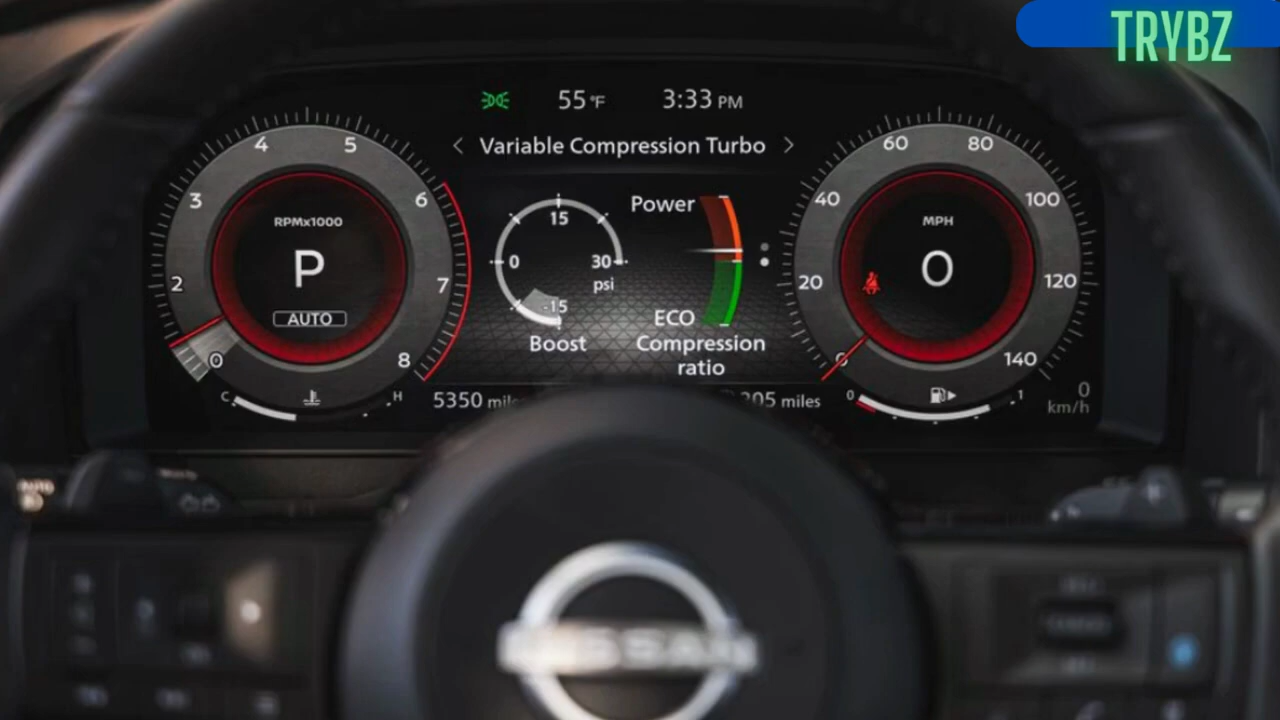 TRYBZ
55°F 3:33 PM
< Variable Compression Turbo >
4 5
3 6
2 7
0 8
RPMx1000
P
AUTO
C H
15
0 30
psi
-15
Boost
Power
ECO
Compression
ratio
60 80
40 100
20 120
0 140
MPH
0
0 1
0
km/h
5350 miles
miles
NISSAN